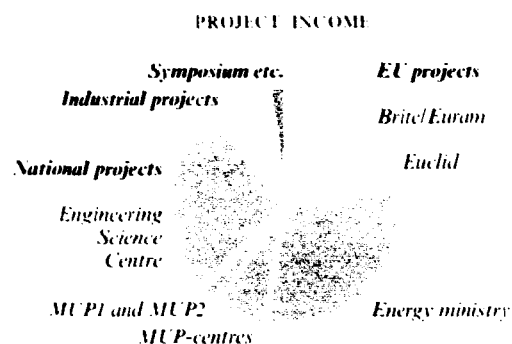 PROJECT INCOME
Symposium etc.
EU projects
Industrial projects
Brite/Euram
National projects
Euclid
Engineering
Science
Centre
MUP1 and MUP2
Energy ministry
MUP-centres